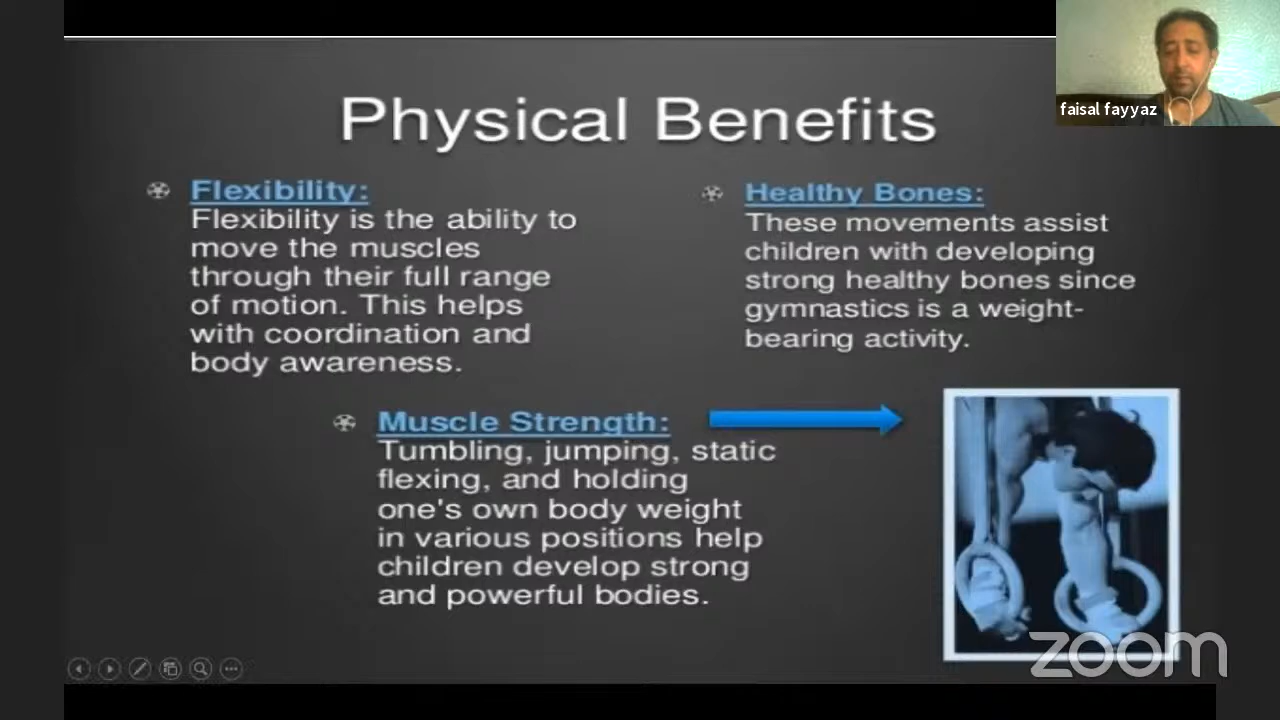 Physical Benefits
faisal fayyaz
Flexibility:
Flexibility is the ability to
move the muscles
through their full range
of motion. This helps
with coordination and
body awareness.
Healthy Bones:
These movements assist
children with developing
strong healthy bones since
gymnastics is a weight-
bearing activity.
Muscle Strength:
Tumbling, jumping, static
flexing, and holding
one's own body weight
in various positions help
children develop strong
and powerful bodies.
zoom